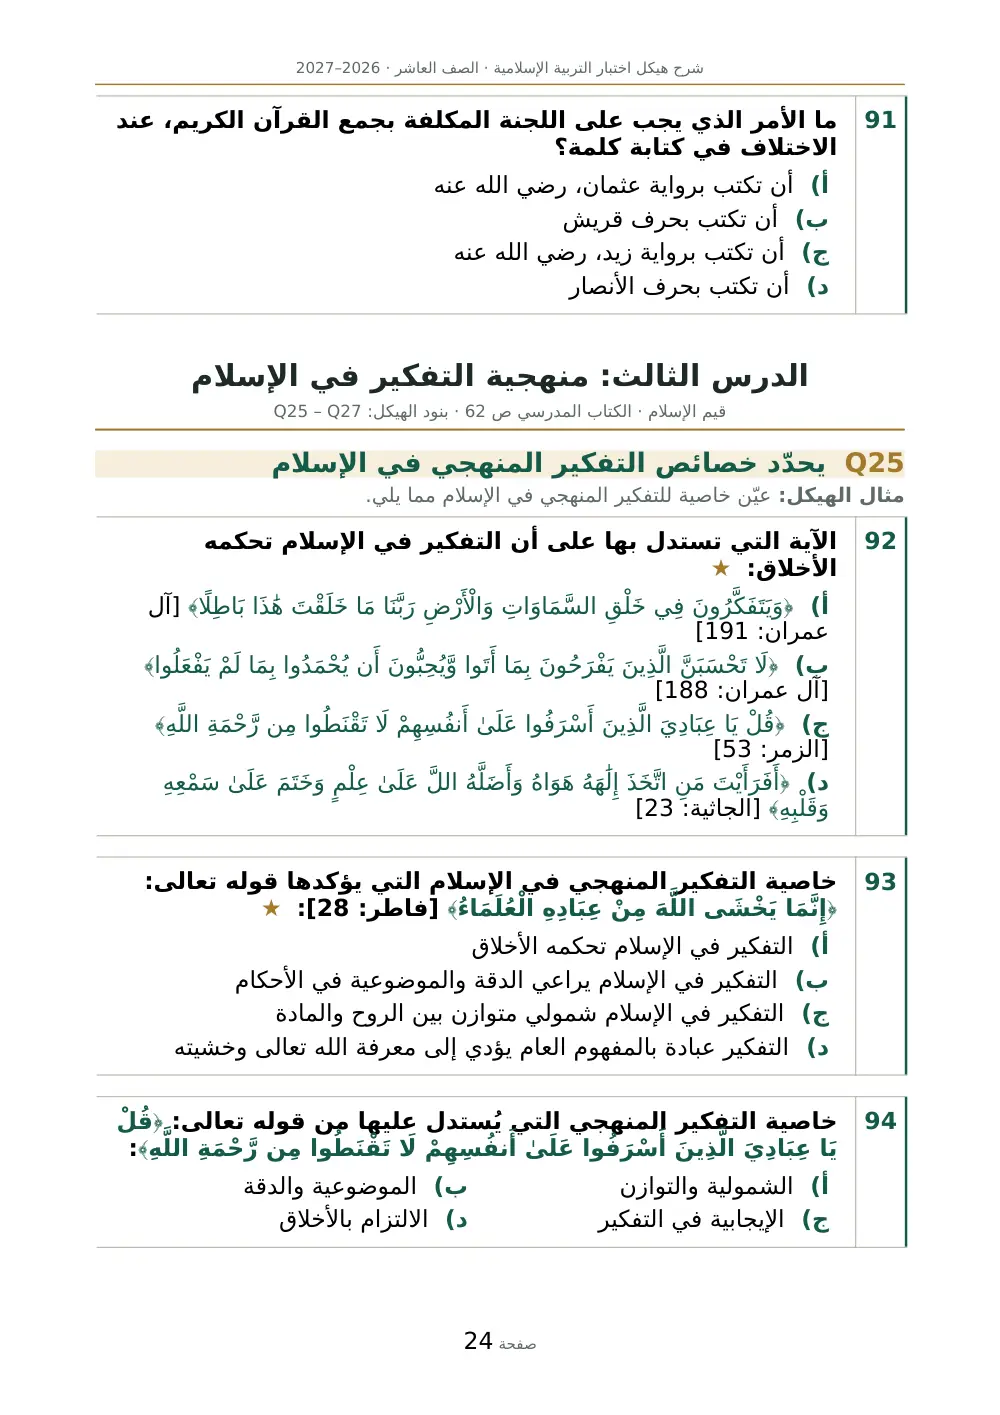 شرح هيكل اختبار التربية الإسلامية · الصف العاشر · 2026–2027
91
ما الأمر الذي يجب على اللجنة المكلفة بجمع القرآن الكريم، عند
الاختلاف في كتابة كلمة؟
أ) أن تكتب برواية عثمان، رضي الله عنه
ب) أن تكتب بحرف قريش
ج) أن تكتب برواية زيد، رضي الله عنه
د) أن تكتب بحرف الأنصار
الدرس الثالث: منهجية التفكير في الإسلام
قيم الإسلام · الكتاب المدرسي ص 62 · بنود الهيكل: Q25 – Q27
Q25 يحدّد خصائص التفكير المنهجي في الإسلام
مثال الهيكل: عيّن خاصية للتفكير المنهجي في الإسلام مما يلي.
92
الآية التي تستدل بها على أن التفكير في الإسلام تحكمه
الأخلاق: ★
أ) ﴿وَيَتَفَكَّرُونَ فِي خَلْقِ السَّمَاوَاتِ وَالْأَرْضِ رَبَّنَا مَا خَلَقْتَ هَٰذَا بَاطِلًا﴾ [آل
عمران: 191]
ب) ﴿لَا تَحْسَبَنَّ الَّذِينَ يَفْرَحُونَ بِمَا أَتَوا وَّيُحِبُّونَ أَن يُحْمَدُوا بِمَا لَمْ يَفْعَلُوا﴾
[آل عمران: 188]
ج) ﴿قُلْ يَا عِبَادِيَ الَّذِينَ أَسْرَفُوا عَلَىٰ أَنفُسِهِمْ لَا تَقْنَطُوا مِن رَّحْمَةِ اللَّهِ﴾
[الزمر: 53]
د) ﴿أَفَرَأَيْتَ مَنِ اتَّخَذَ إِلَٰهَهُ هَوَاهُ وَأَضَلَّهُ اللَّ عَلَىٰ عِلْمٍ وَخَتَمَ عَلَىٰ سَمْعِهِ
وَقَلْبِهِ﴾ [الجاثية: 23]
93
خاصية التفكير المنهجي في الإسلام التي يؤكدها قوله تعالى:
﴿إِنَّمَا يَخْشَى اللَّهَ مِنْ عِبَادِهِ الْعُلَمَاءُ﴾ [فاطر: 28]: ★
أ) التفكير في الإسلام تحكمه الأخلاق
ب) التفكير في الإسلام يراعي الدقة والموضوعية في الأحكام
ج) التفكير في الإسلام شمولي متوازن بين الروح والمادة
د) التفكير عبادة بالمفهوم العام يؤدي إلى معرفة الله تعالى وخشيته
94
خاصية التفكير المنهجي التي يُستدل عليها من قوله تعالى: ﴿قُلْ
يَا عِبَادِيَ الَّذِينَ أَسْرَفُوا عَلَىٰ أَنفُسِهِمْ لَا تَقْنَطُوا مِن رَّحْمَةِ اللَّهِ﴾:
أ) الشمولية والتوازن ب) الموضوعية والدقة
ج) الإيجابية في التفكير د) الالتزام بالأخلاق
صفحة 24